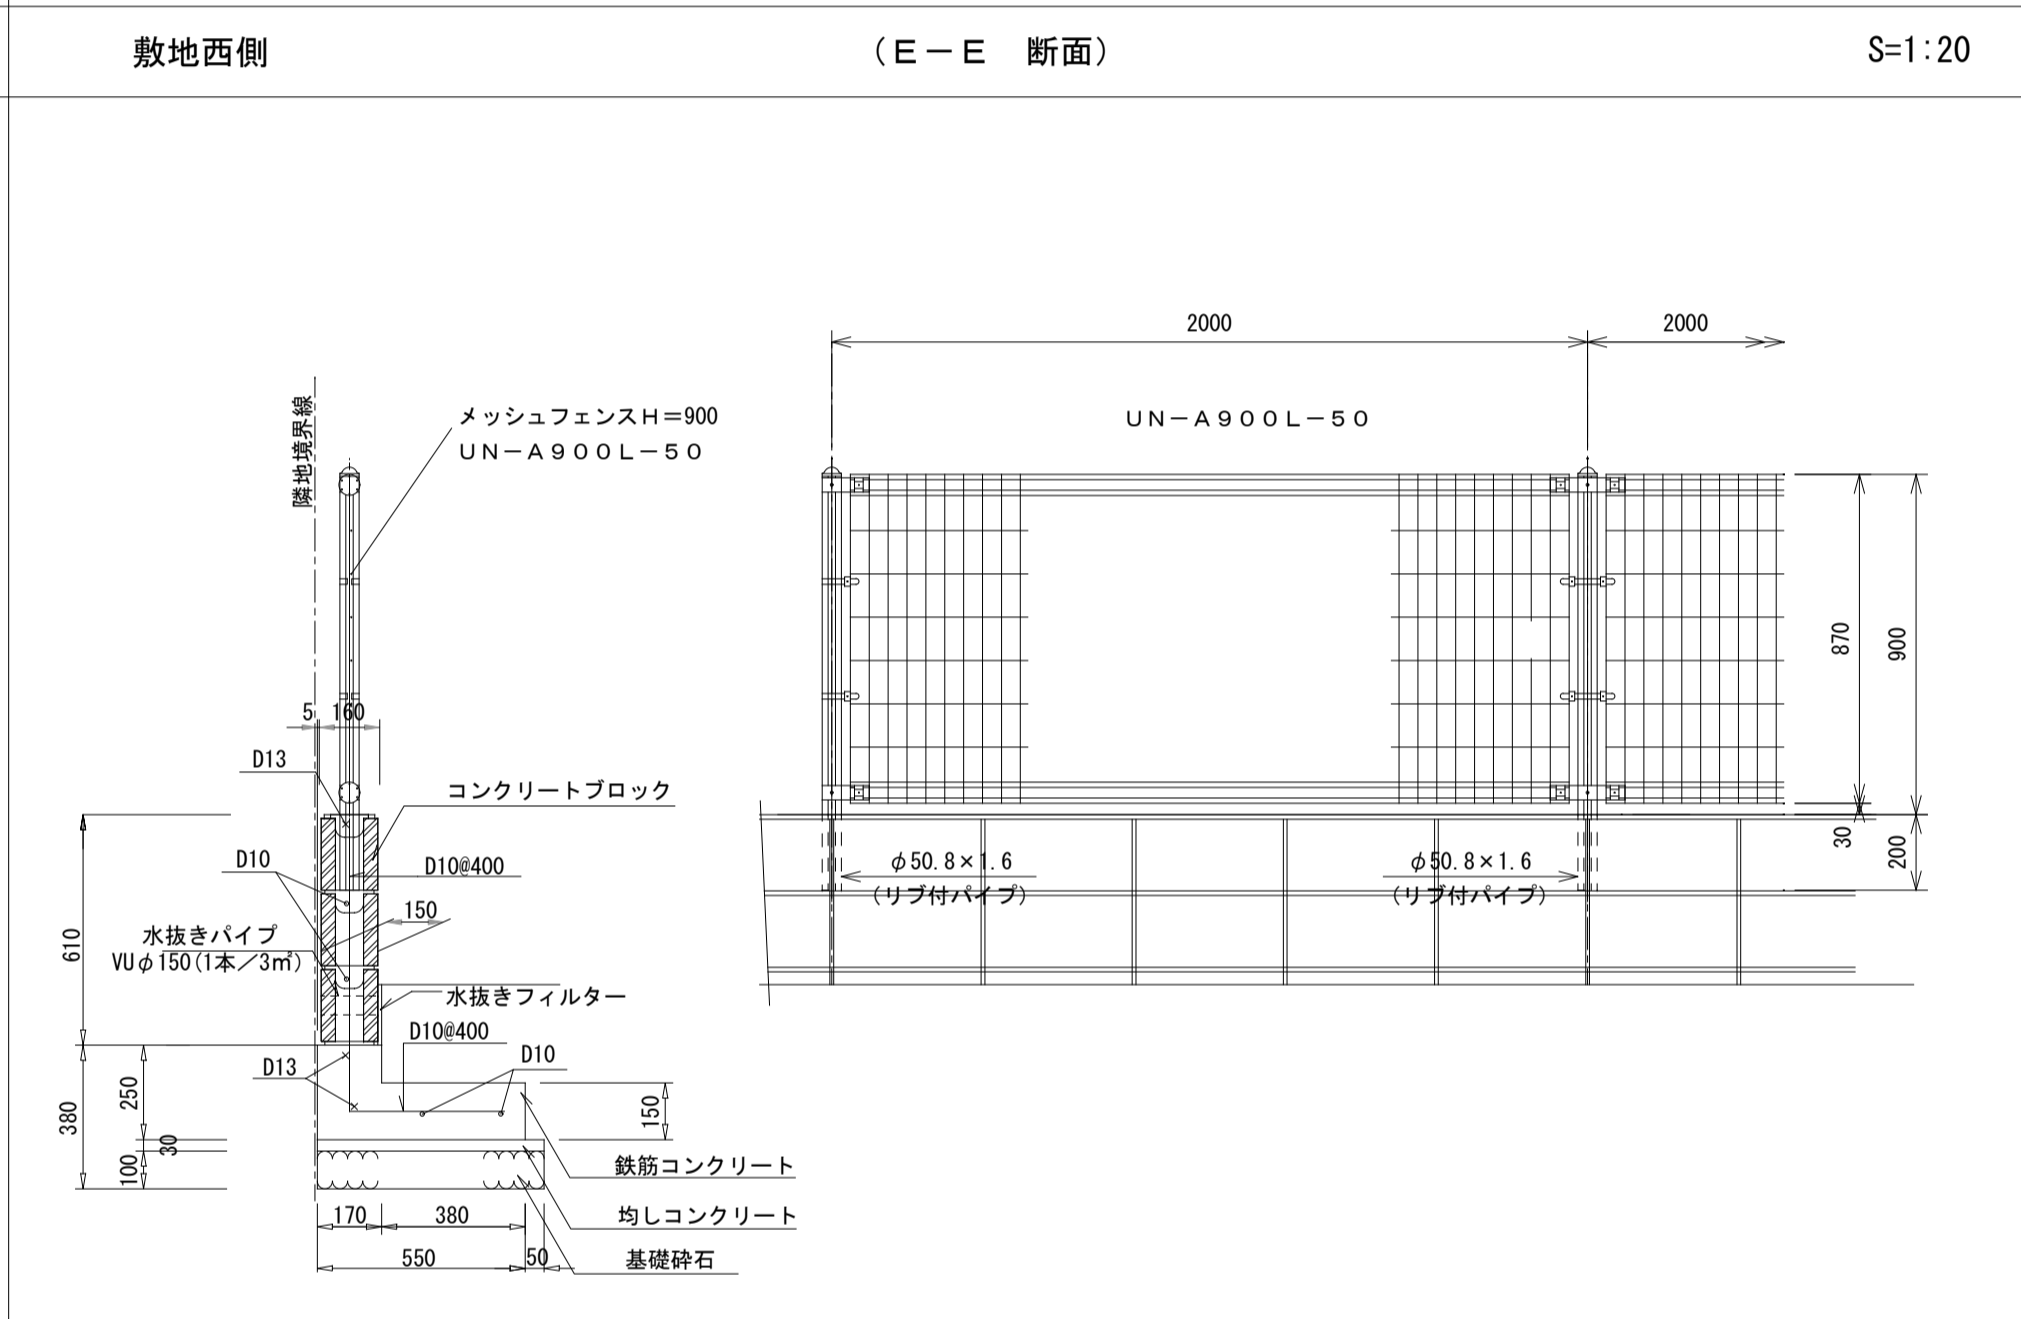 敷地西側
（E－E　断面）
S=1:20
2000
2000
隣地境界線
メッシュフェンスH＝900
UN－A900L－50
UN－A900L－50
870
900
30
200
5
160
D13
コンクリートブロック
D10
D10@400
150
水抜きパイプ
VUφ150(1本／3㎡)
610
水抜きフィルター
D10@400
D10
D13
φ50.8×1.6
（リブ付パイプ）
φ50.8×1.6
（リブ付パイプ）
380
250
30
100
150
鉄筋コンクリート
均しコンクリート
基礎砕石
170
380
550
50